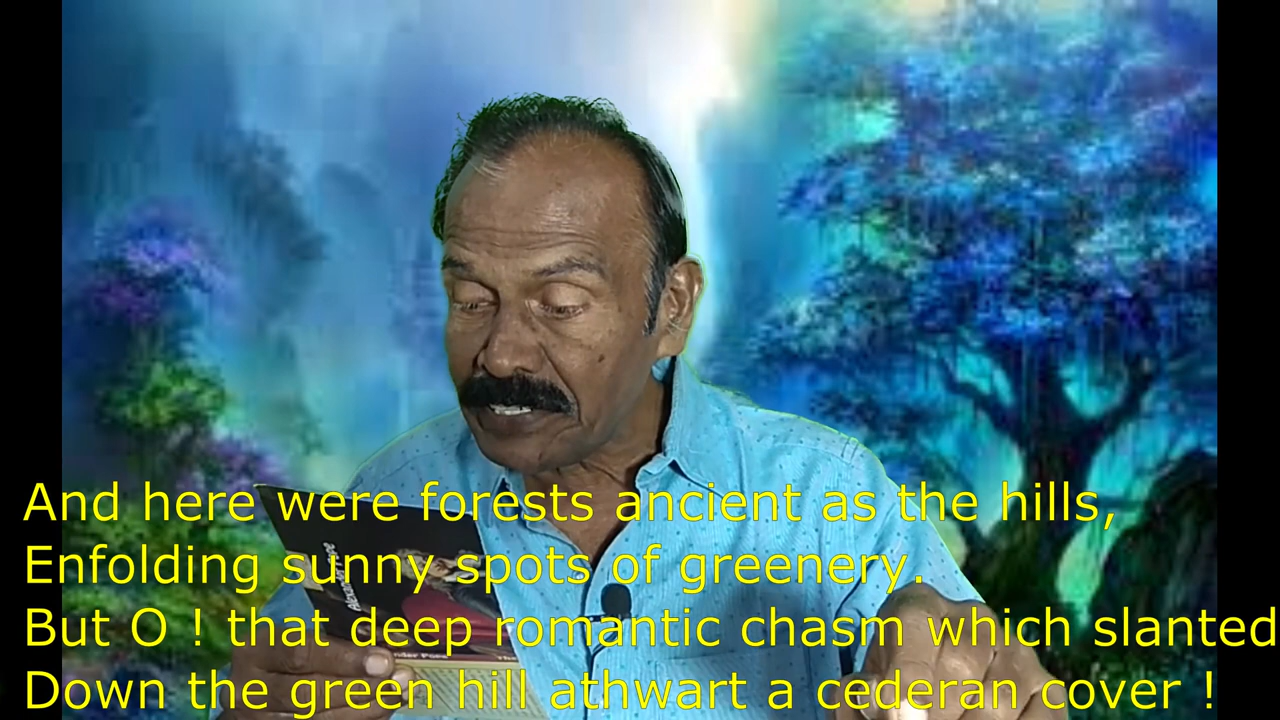 And here were forests ancient as the hills,
Enfolding sunny spots of greenery.
But O ! that deep romantic chasm which slanted
Down the green hill athwart a cederan cover !